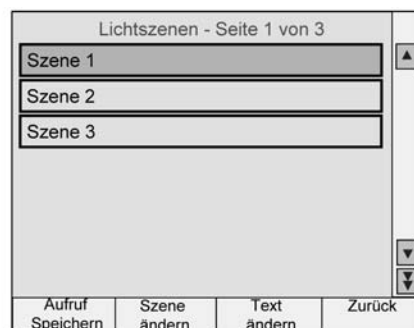 Lichtszenen - Seite 1 von 3
Szene 1
Szene 2
Szene 3
Aufruf Szene Text Zurück
Speichern ändern ändern